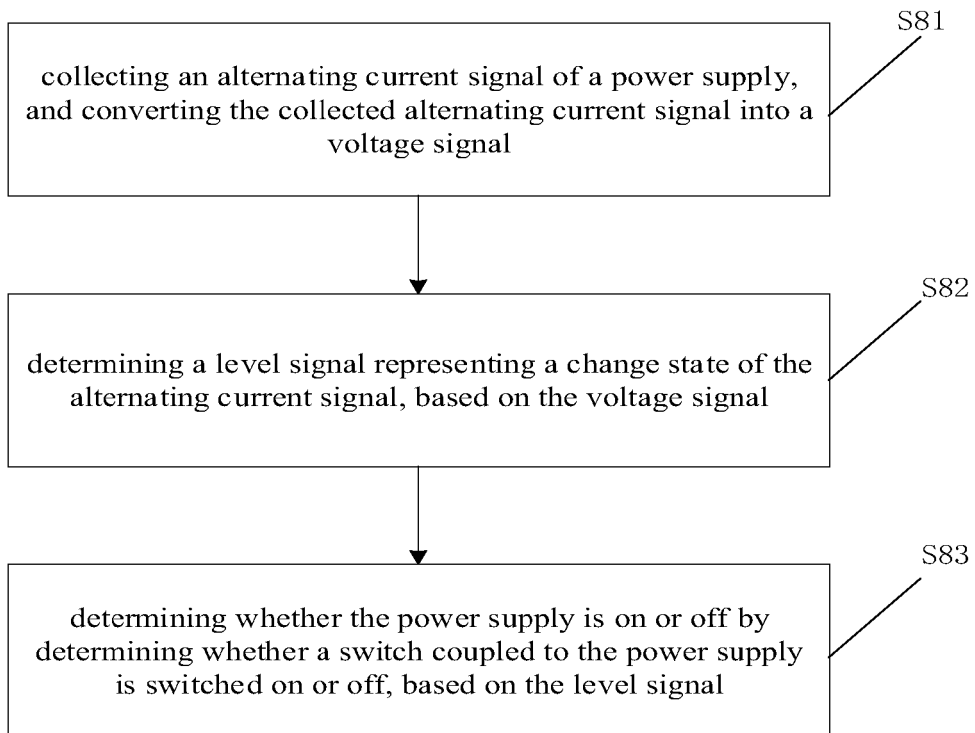 S81
collecting an alternating current signal of a power supply,
and converting the collected alternating current signal into a
voltage signal
S82
determining a level signal representing a change state of the
alternating current signal, based on the voltage signal
S83
determining whether the power supply is on or off by
determining whether a switch coupled to the power supply
is switched on or off, based on the level signal